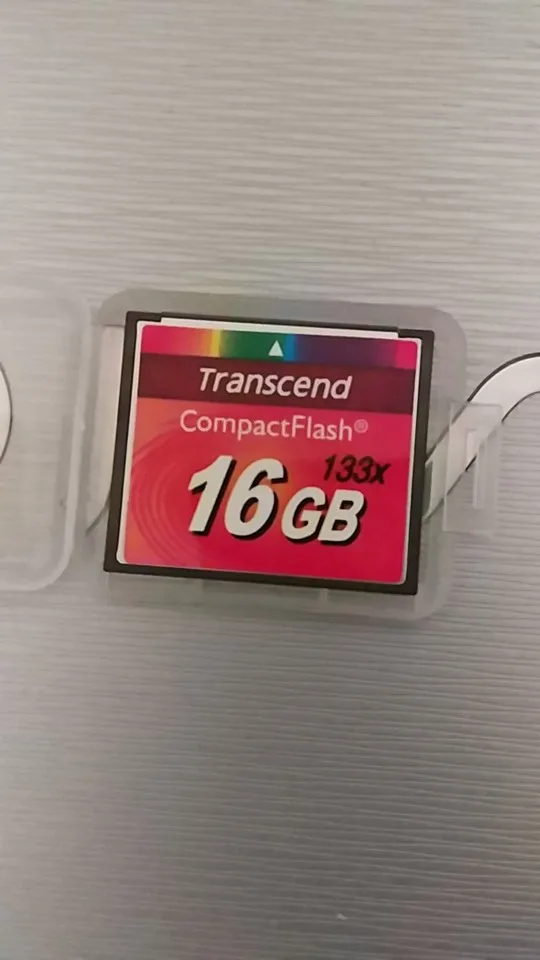 Transcend
CompactFlash®
133x
16GB